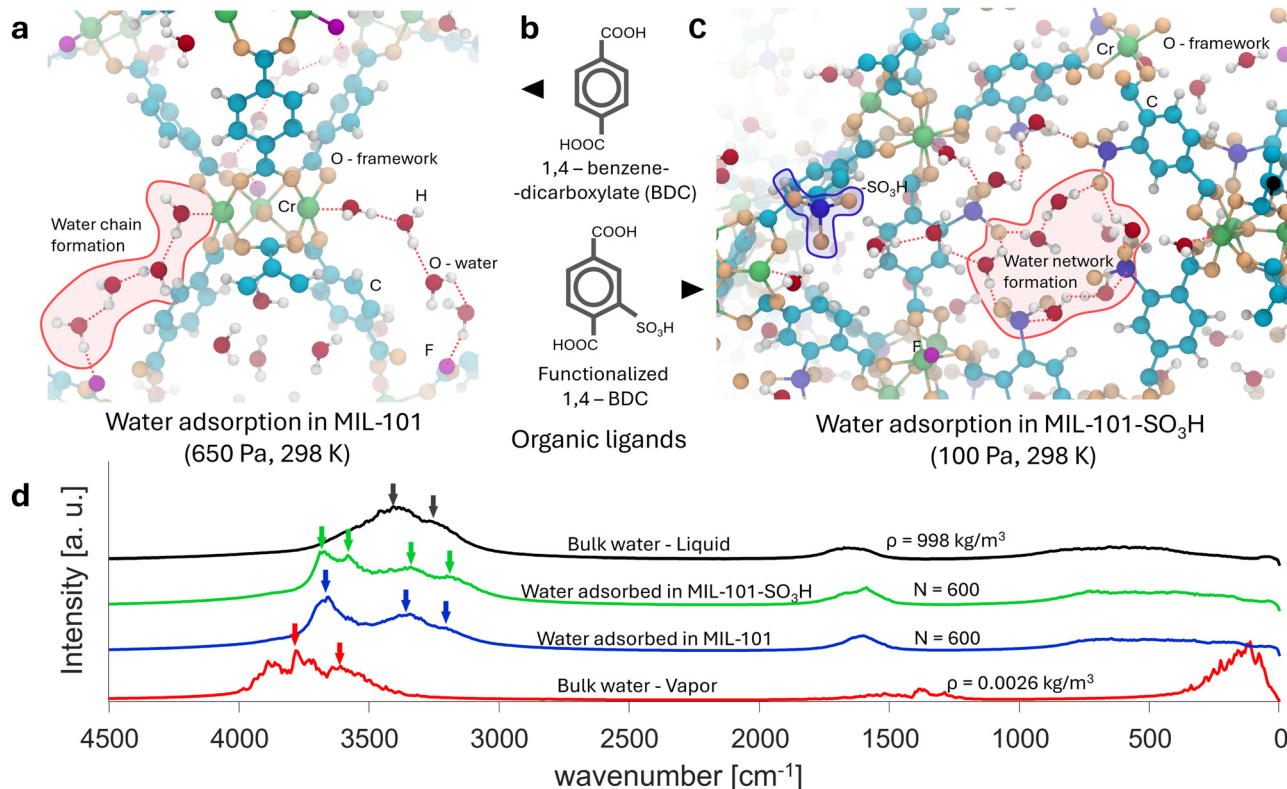 a
Cr
O - framework
H
Water chain
formation
O - water
C
F
Water adsorption in MIL-101
(650 Pa, 298 K)
b
COOH
HOOC
1,4 – benzene-
-dicarboxylate (BDC)
COOH
SO3H
HOOC
Functionalized
1,4 – BDC
Organic ligands
c
Cr
O - framework
C
-SO3H
Water network
formation
F
Water adsorption in MIL-101-SO3H
(100 Pa, 298 K)
d
Intensity [a. u.]
Bulk water - Liquid
ρ = 998 kg/m3
Water adsorbed in MIL-101-SO3H
N = 600
Water adsorbed in MIL-101
N = 600
Bulk water - Vapor
ρ = 0.0026 kg/m3
4500 4000 3500 3000 2500 2000 1500 1000 500 0
wavenumber [cm-1]